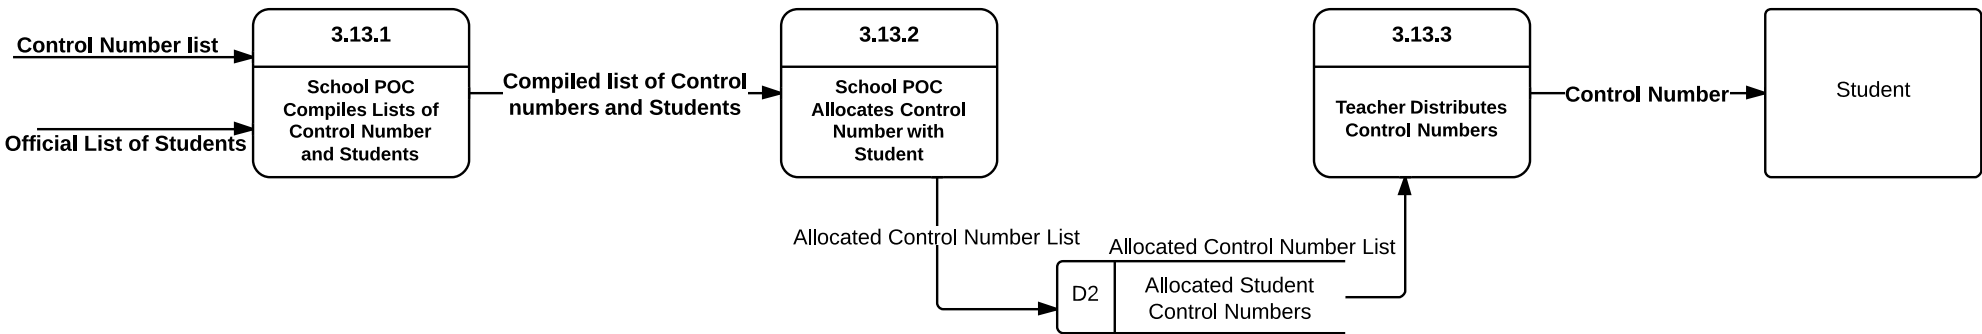 Control Number list
Official List of Students
3.13.1
School POC
Compiles Lists of
Control Number
and Students
Compiled list of Control
numbers and Students
3.13.2
School POC
Allocates Control
Number with
Student
Allocated Control Number List
D2
Allocated Student
Control Numbers
Allocated Control Number List
3.13.3
Teacher Distributes
Control Numbers
Control Number
Student